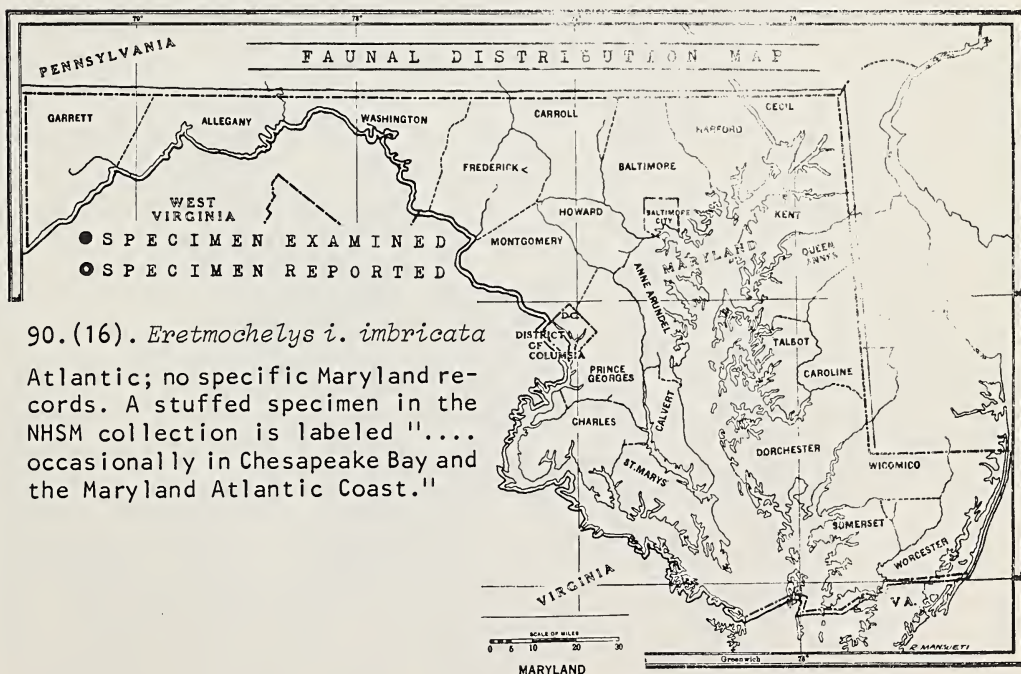 79° 78° 76
PENNSYLVANIA
FAUNAL DISTRIBUTION MAP
GARRETT
ALLEGANY
WASHINGTON
CARROLL
CECIL
HARFORD
FREDERICK
BALTIMORE
WEST
VIRGINIA
HOWARD
BALTIMORE
CITY
KENT
● SPECIMEN EXAMINED
MONTGOMERY
MARYLAND
QUEEN
ANNES
◉ SPECIMEN REPORTED
ANNE ARUNDEL
D.C.
DISTRICT
OF
COLUMBIA
TALBOT
90.(16). Eretmochelys i. imbricata
Atlantic; no specific Maryland re-
cords. A stuffed specimen in the
NHSM collection is labeled "....
occasionally in Chesapeake Bay and
the Maryland Atlantic Coast."
PRINCE
GEORGES
CALVERT
CAROLINE
CHARLES
DORCHESTER
ST. MARYS
WICOMICO
SOMERSET
WORCESTER
VIRGINIA
VA.
SCALE OF MILES
0 5 10 20 30
MARYLAND
Greenwich 76°
R. MANSUETI